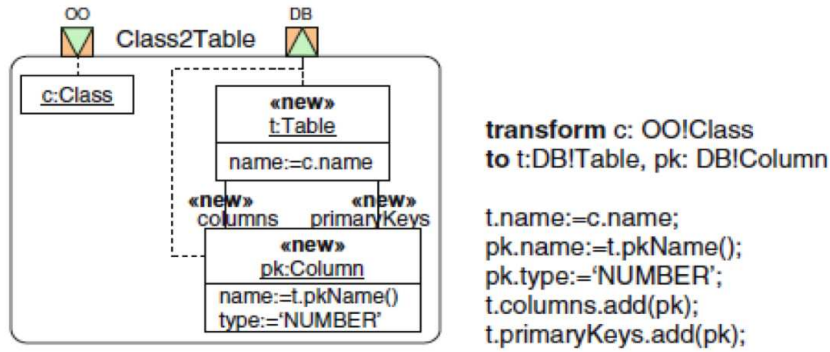 OO
DB
Class2Table
c:Class
«new»
t:Table
name:=c.name
«new»
columns
«new»
primaryKeys
«new»
pk:Column
name:=t.pkName()
type:='NUMBER'
transform c: OO!Class
to t:DB!Table, pk: DB!Column
t.name:=c.name;
pk.name:=t.pkName();
pk.type:='NUMBER';
t.columns.add(pk);
t.primaryKeys.add(pk);